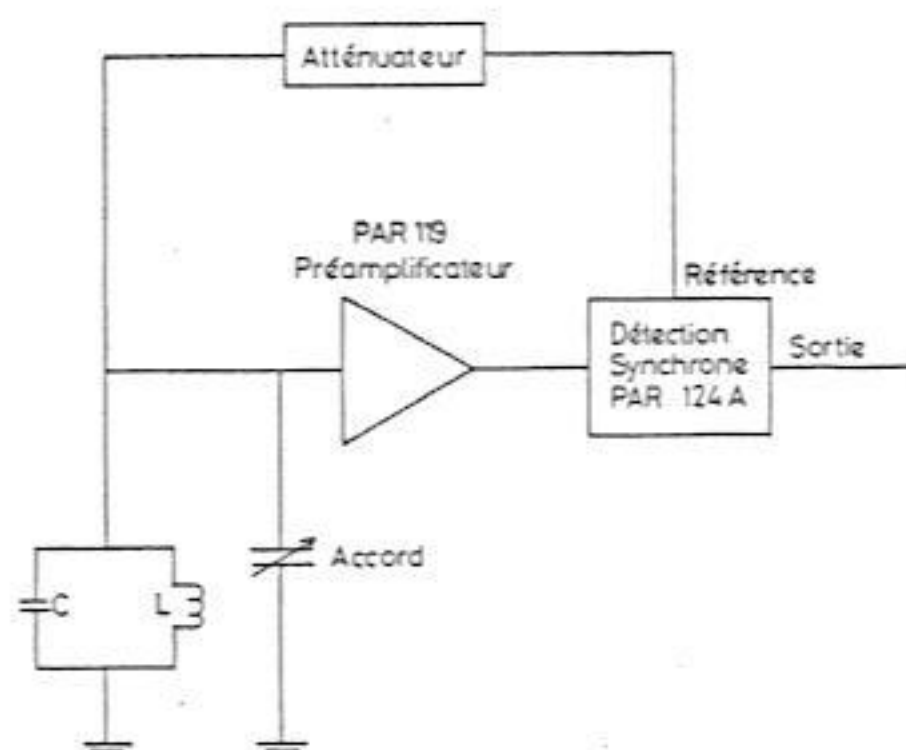 Atténuateur
PAR 119
Préamplificateur
Référence
Détection
Synchrone
PAR 124 A
Sortie
Accord
C
L